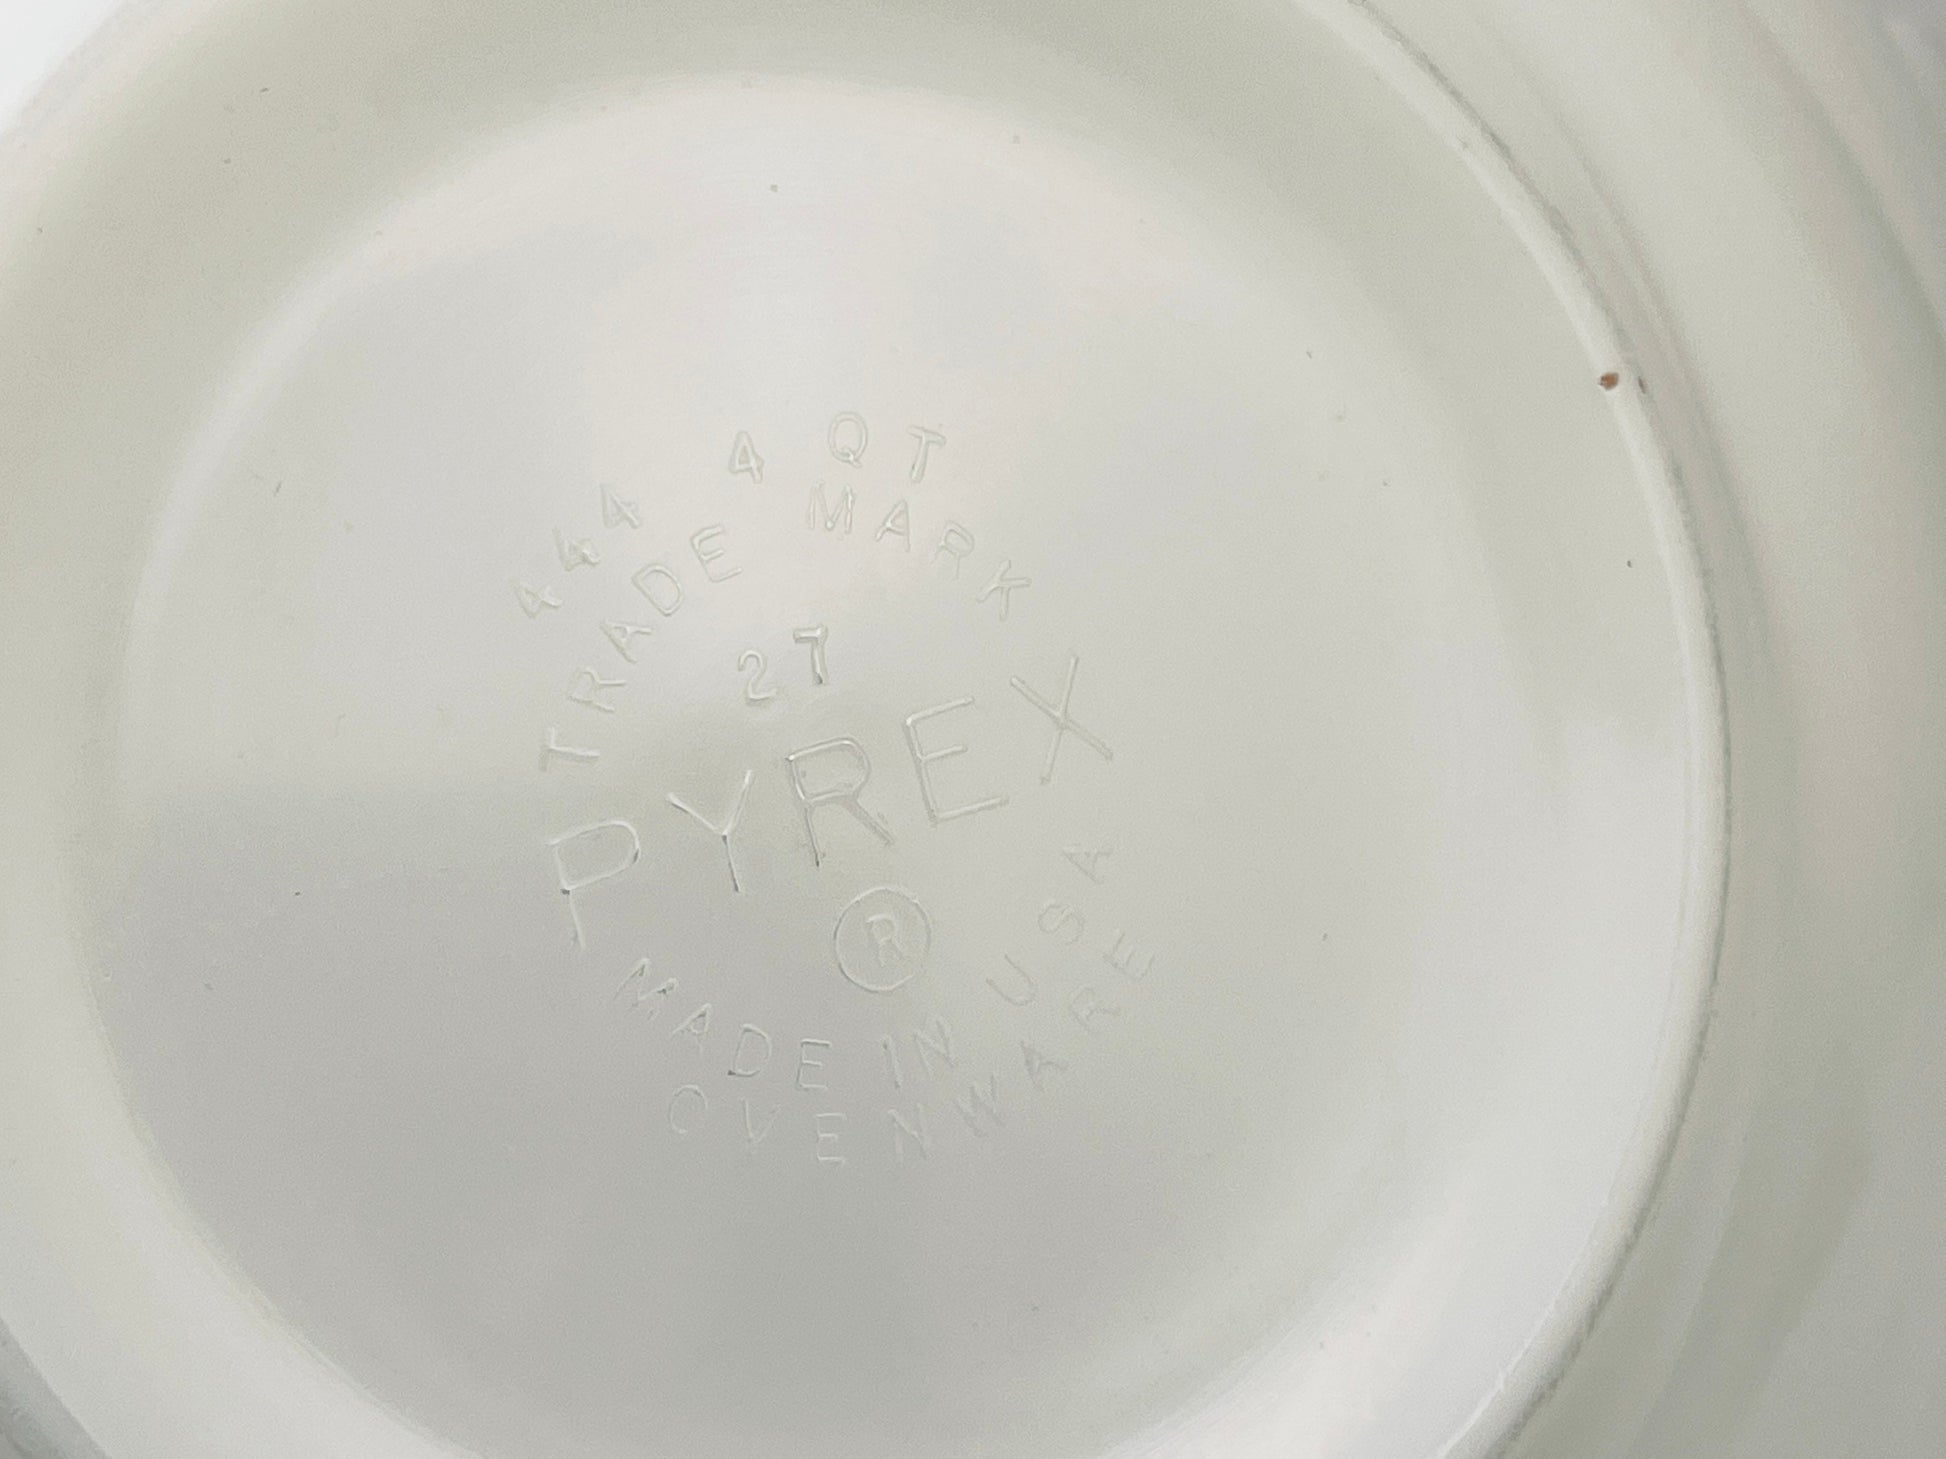 444 4 QT
TRADE MARK
27
PYREX
®
MADE IN USA
OVENWARE